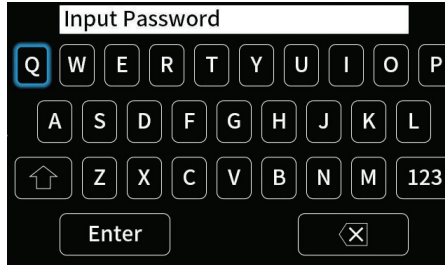 Input Password
Q W E R T Y U I O P
A S D F G H J K L
Z X C V B N M 123
Enter